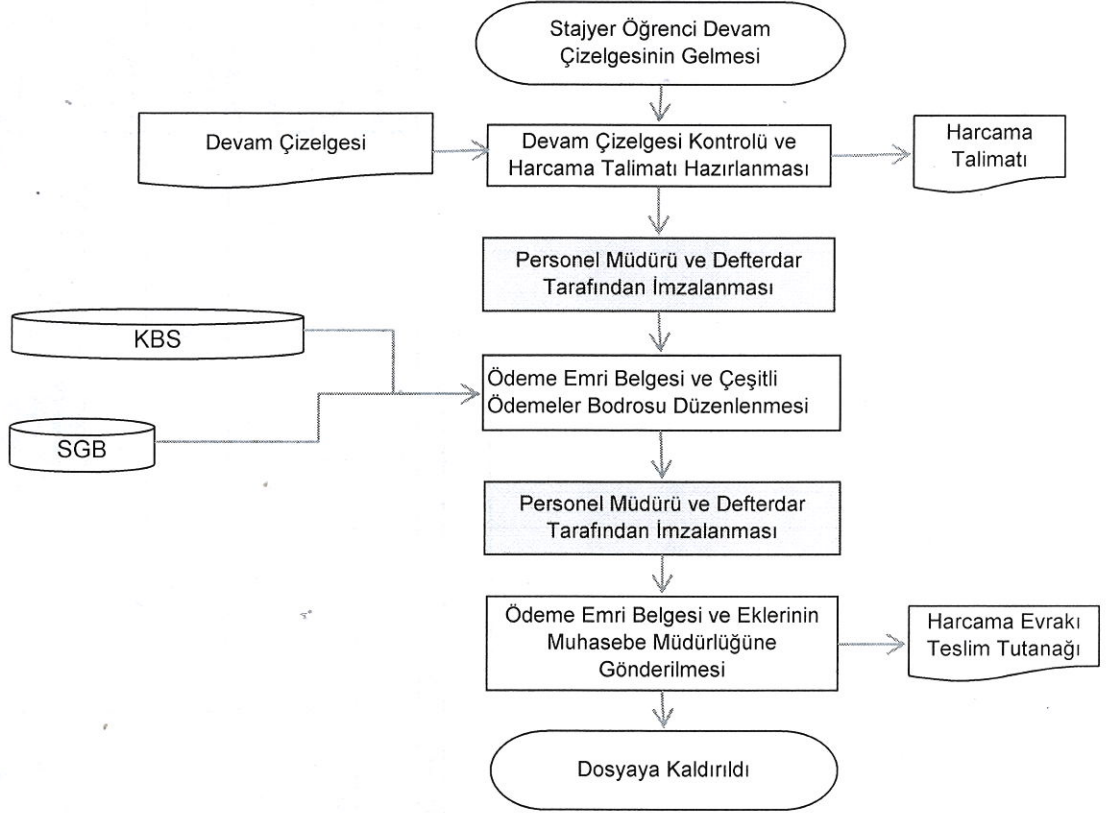 Stajyer Öğrenci Devam
Çizelgesinin Gelmesi
Devam Çizelgesi
Devam Çizelgesi Kontrolü ve
Harcama Talimatı Hazırlanması
Harcama
Talimatı
Personel Müdürü ve Defterdar
Tarafından İmzalanması
KBS
Ödeme Emri Belgesi ve Çeşitli
Ödemeler Bodrosu Düzenlenmesi
SGB
Personel Müdürü ve Defterdar
Tarafından İmzalanması
Ödeme Emri Belgesi ve Eklerinin
Muhasebe Müdürlüğüne
Gönderilmesi
Harcama Evrakı
Teslim Tutanağı
Dosyaya Kaldırıldı